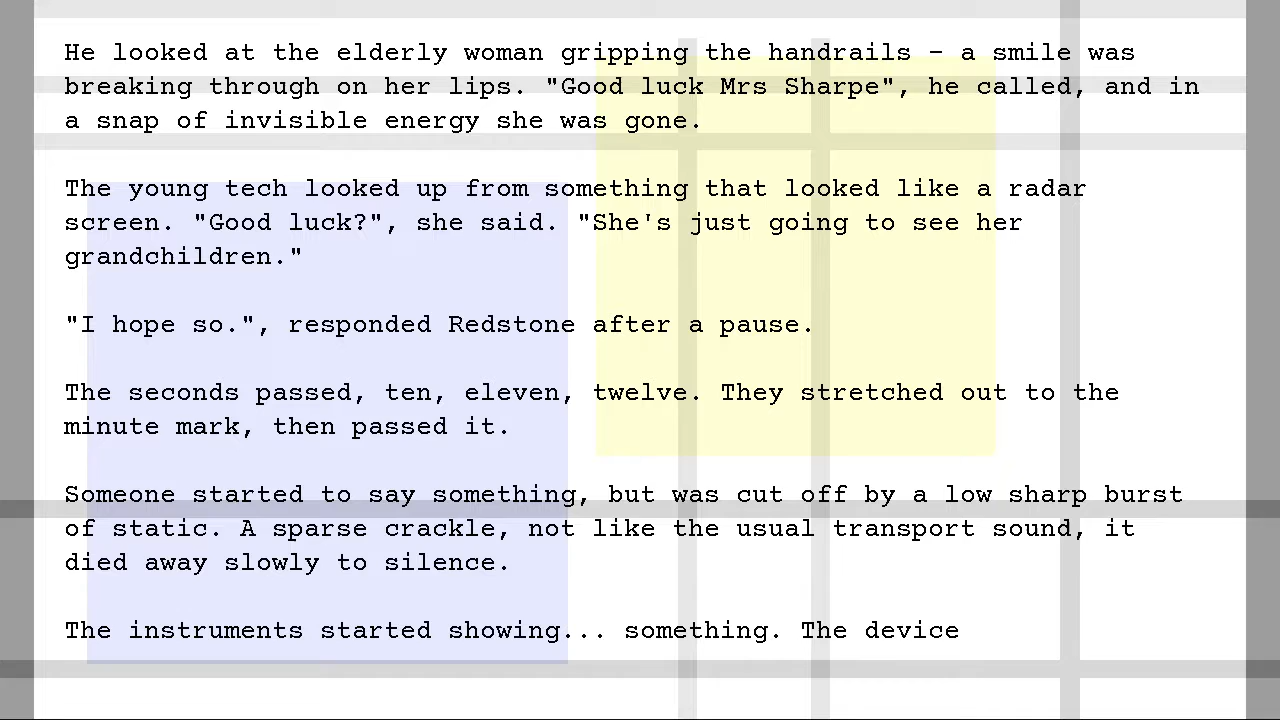 He looked at the elderly woman gripping the handrails – a smile was
breaking through on her lips. "Good luck Mrs Sharpe", he called, and in
a snap of invisible energy she was gone.
The young tech looked up from something that looked like a radar
screen. "Good luck?", she said. "She's just going to see her
grandchildren."
"I hope so.", responded Redstone after a pause.
The seconds passed, ten, eleven, twelve. They stretched out to the
minute mark, then passed it.
Someone started to say something, but was cut off by a low sharp burst
of static. A sparse crackle, not like the usual transport sound, it
died away slowly to silence.
The instruments started showing... something. The device